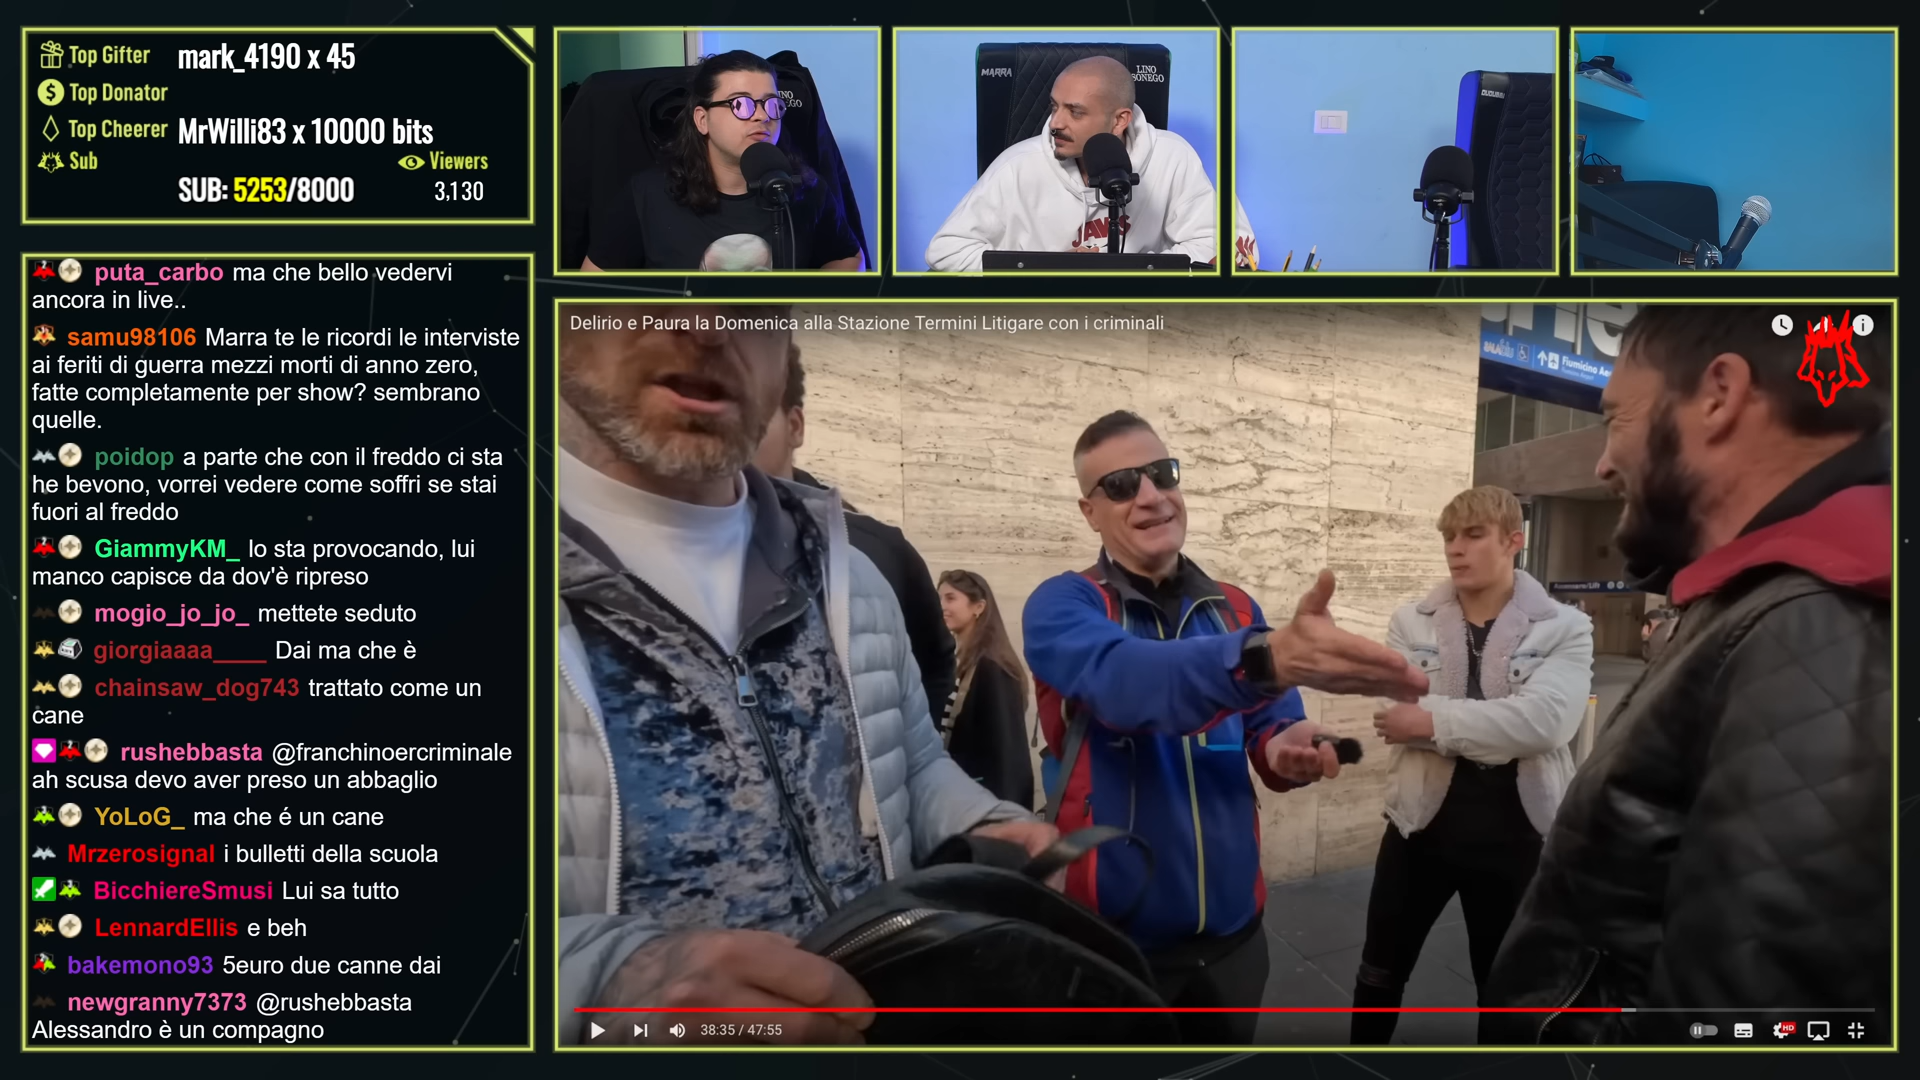 Top Gifter mark_4190 x 45
Top Donator
Top Cheerer MrWilli83 x 10000 bits
Sub
Viewers
SUB: 5253/8000
3,130
MARRA
LINO
SONEGO
puta_carbo ma che bello vedervi
ancora in live..
samu98106 Marra te le ricordi le interviste
ai feriti di guerra mezzi morti di anno zero,
fatte completamente per show? sembrano
quelle.
poidop a parte che con il freddo ci sta
he bevono, vorrei vedere come soffri se stai
fuori al freddo
GiammyKM_ lo sta provocando, lui
manco capisce da dov'è ripreso
mogio_jo_jo_ mettete seduto
giorgiaaaa____ Dai ma che è
chainsaw_dog743 trattato come un
cane
rushebbasta @franchinoercriminale
ah scusa devo aver preso un abbaglio
YoLoG_ ma che é un cane
Mrzerosignal i bulletti della scuola
BicchiereSmusi Lui sa tutto
LennardEllis e beh
bakemono93 5euro due canne dai
newgranny7373 @rushebbasta
Alessandro è un compagno
Delirio e Paura la Domenica alla Stazione Termini Litigare con i criminali
Fiumicino
JAWS
38:35 / 47:55
HD